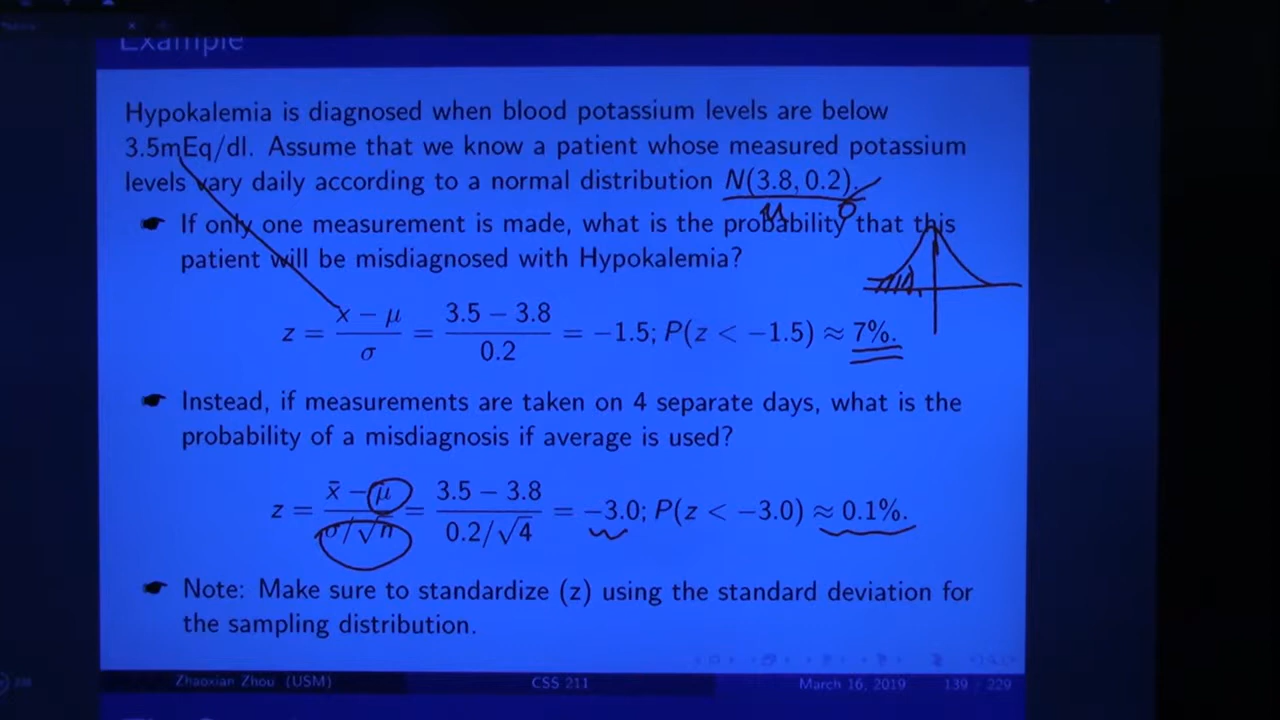 Example
Hypokalemia is diagnosed when blood potassium levels are below
3.5mEq/dl. Assume that we know a patient whose measured potassium
levels vary daily according to a normal distribution N(3.8, 0.2).
μ σ
☛ If only one measurement is made, what is the probability that this
patient will be misdiagnosed with Hypokalemia?
z = (x − μ)/σ = (3.5 − 3.8)/0.2 = −1.5; P(z < −1.5) ≈ 7%.
☛ Instead, if measurements are taken on 4 separate days, what is the
probability of a misdiagnosis if average is used?
z = (x̄ − μ)/(σ/√n) = (3.5 − 3.8)/(0.2/√4) = −3.0; P(z < −3.0) ≈ 0.1%.
☛ Note: Make sure to standardize (z) using the standard deviation for
the sampling distribution.
Zhaoxian Zhou (USM) CSS 211 March 16, 2019 139 / 229